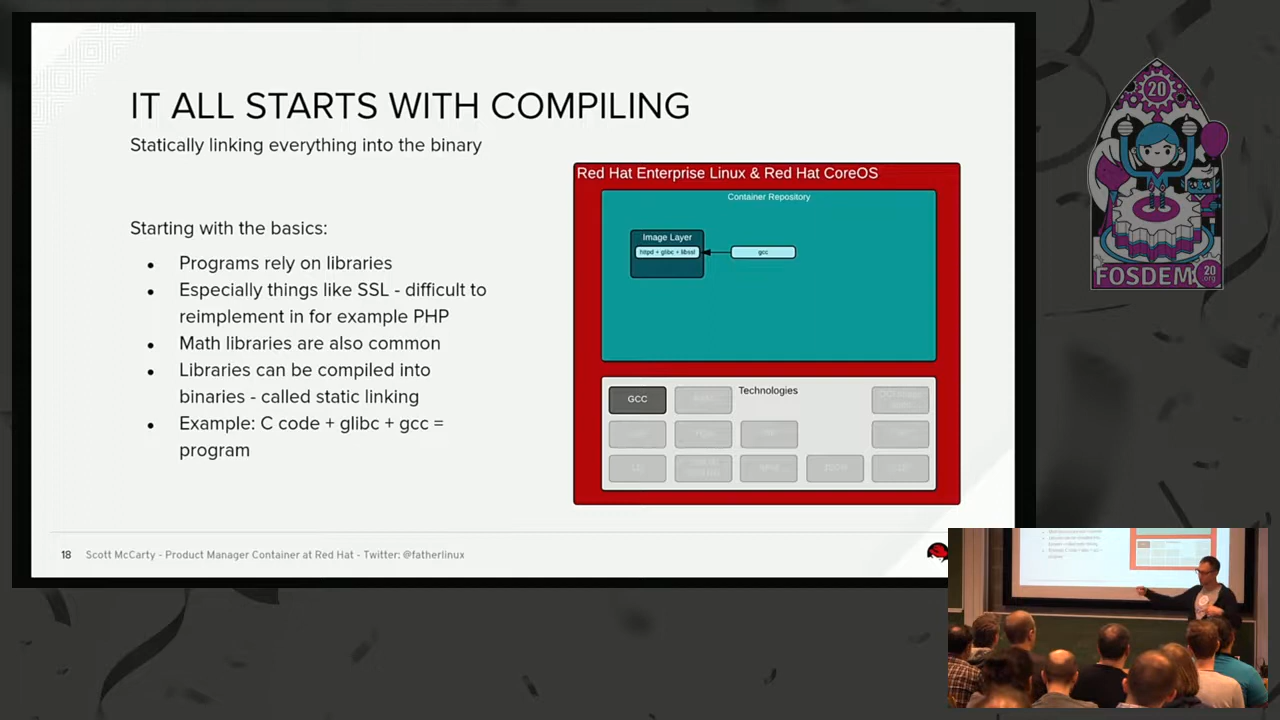 IT ALL STARTS WITH COMPILING
Statically linking everything into the binary
Starting with the basics:
● Programs rely on libraries
● Especially things like SSL - difficult to
reimplement in for example PHP
● Math libraries are also common
● Libraries can be compiled into
binaries - called static linking
● Example: C code + glibc + gcc =
program
Red Hat Enterprise Linux & Red Hat CoreOS
Container Repository
Image Layer
httpd + glibc + libssl
gcc
Technologies
GCC
18 Scott McCarty - Product Manager Container at Red Hat - Twitter: @fatherlinux
20
FOSDEM
20
.org